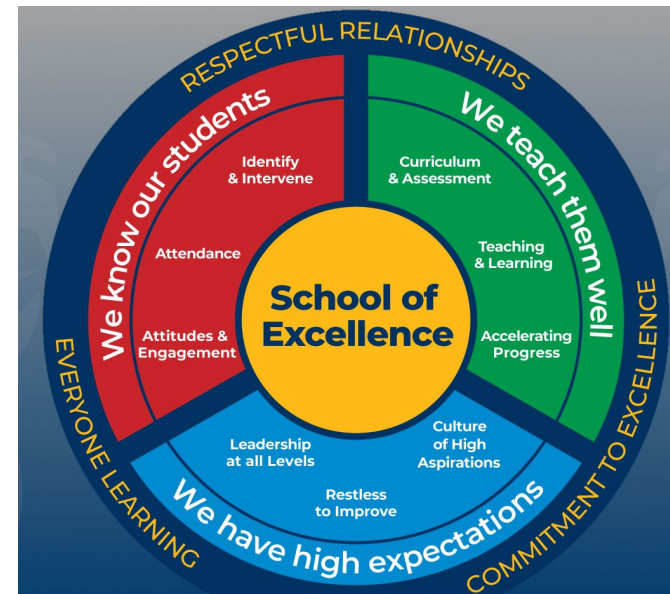 RESPECTFUL RELATIONSHIPS
We know our students
Identify
& Intervene
Attendance
Attitudes &
Engagement
We teach them well
Curriculum
& Assessment
Teaching
& Learning
Accelerating
Progress
School of
Excellence
Leadership
at all Levels
Restless
to Improve
Culture
of High
Aspirations
We have high expectations
EVERYONE LEARNING
COMMITMENT TO EXCELLENCE